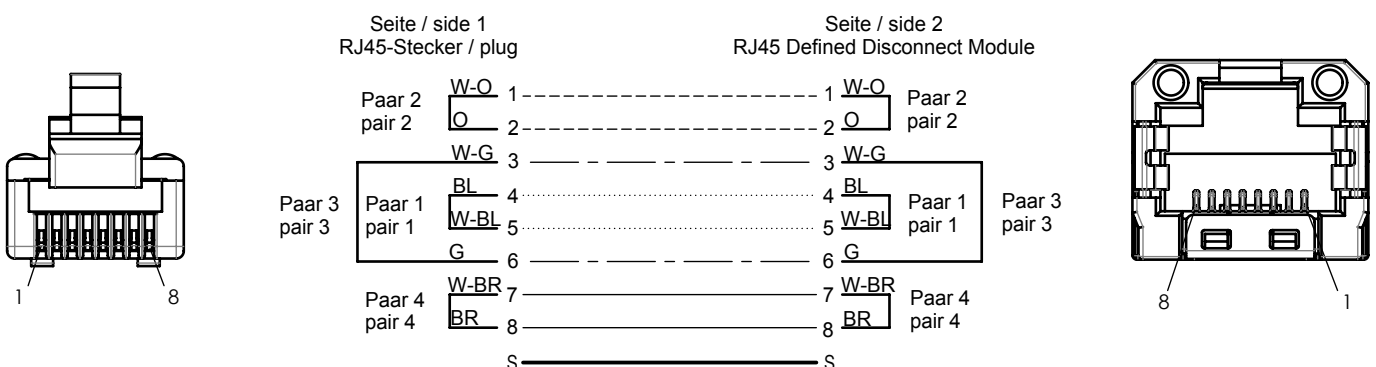 Seite / side 1
RJ45-Stecker / plug
Seite / side 2
RJ45 Defined Disconnect Module
Paar 2
pair 2
W-O 1
O 2
1 W-O
2 O
Paar 2
pair 2
Paar 3
pair 3
Paar 1
pair 1
W-G 3
BL 4
W-BL 5
G 6
3 W-G
4 BL
5 W-BL
6 G
Paar 1
pair 1
Paar 3
pair 3
Paar 4
pair 4
W-BR 7
BR 8
7 W-BR
8 BR
Paar 4
pair 4
S S
1 8
8 1